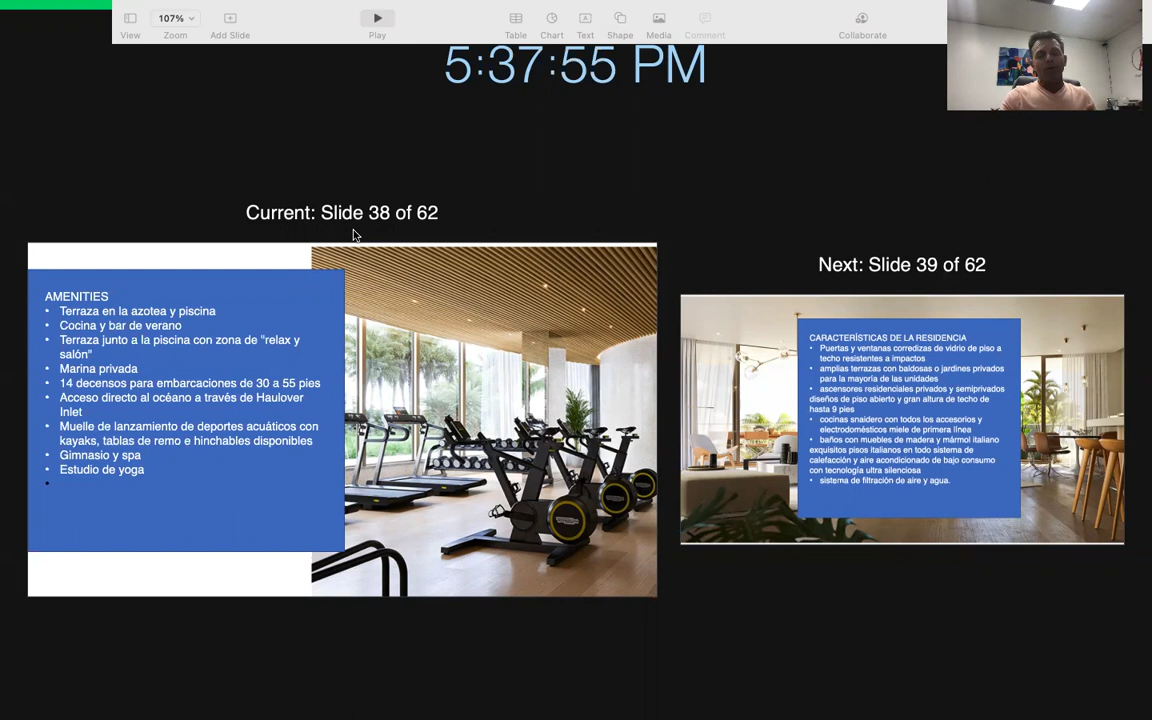 107%
View
Zoom
Add Slide
Play
Table
Chart
Text
Shape
Media
Comment
Collaborate
5:37:55 PM
Current: Slide 38 of 62
AMENITIES
• Terraza en la azotea y piscina
• Cocina y bar de verano
• Terraza junto a la piscina con zona de "relax y
salón"
• Marina privada
• 14 decensos para embarcaciones de 30 a 55 pies
• Acceso directo al océano a través de Haulover
Inlet
• Muelle de lanzamiento de deportes acuáticos con
kayaks, tablas de remo e hinchables disponibles
• Gimnasio y spa
• Estudio de yoga
•
Next: Slide 39 of 62
CARACTERÍSTICAS DE LA RESIDENCIA
• Puertas y ventanas corredizas de vidrio de piso a
techo resistentes a impactos
• amplias terrazas con baldosas o jardines privados
para la mayoría de las unidades
• ascensores residenciales privados y semiprivados
diseños de piso abierto y gran altura de techo de
hasta 9 pies
• cocinas snaidero con todos los accesorios y
electrodomésticos miele de primera línea
• baños con muebles de madera y mármol italiano
exquisitos pisos italianos en todo sistema de
calefacción y aire acondicionado de bajo consumo
con tecnología ultra silenciosa
• sistema de filtración de aire y agua.